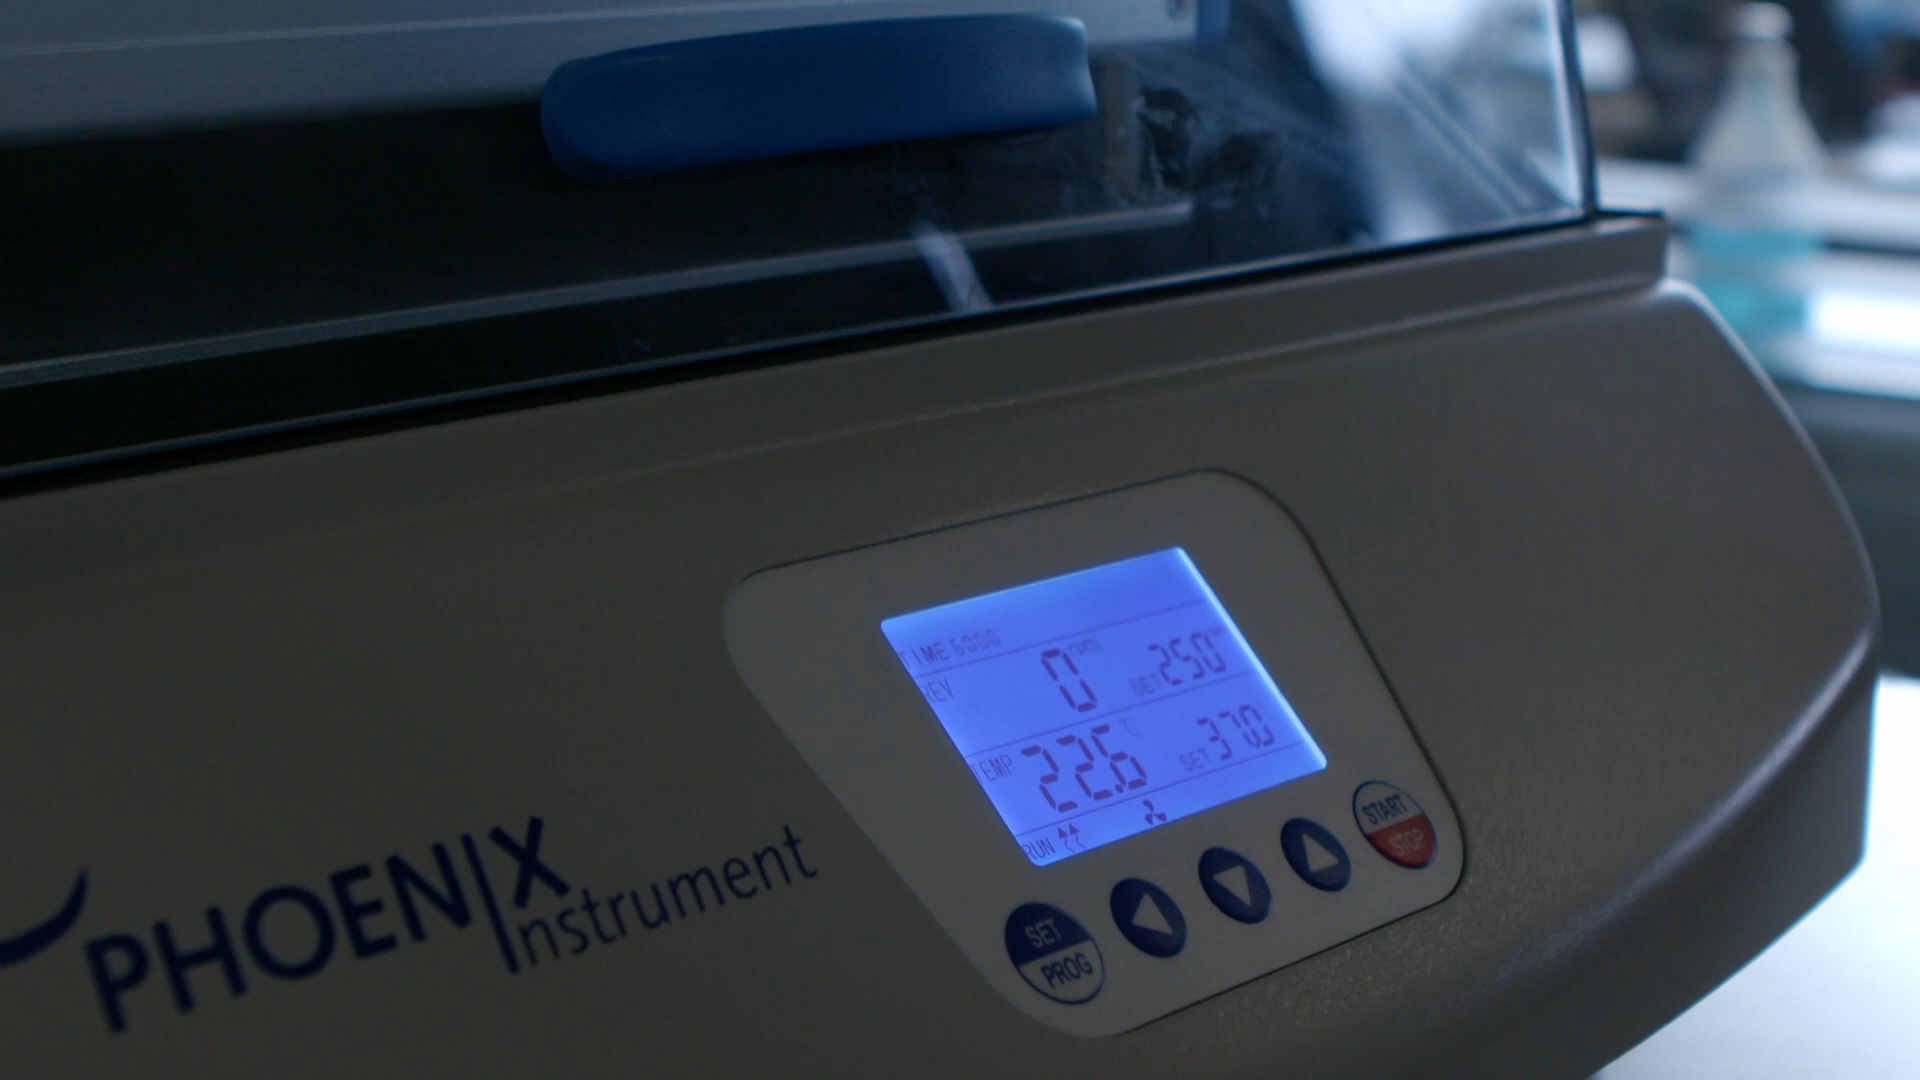 TIME
REV 0 rpm SET 250
TEMP 22.6 °C SET 37.0
RUN
SET
PROG
START
STOP
PHOENIX
Instrument